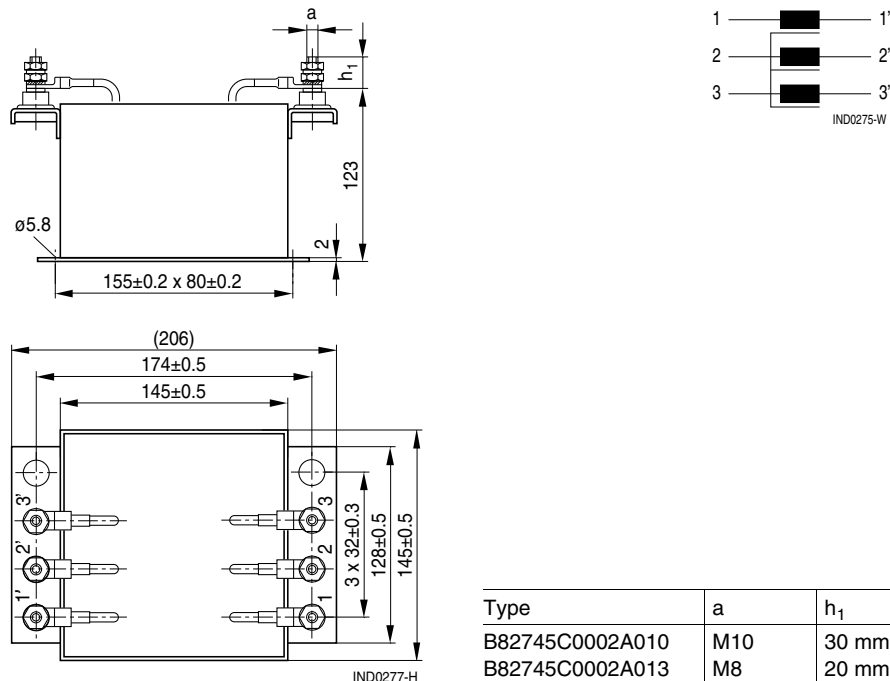 a
h1
123
2
ø5.8
155±0.2 x 80±0.2
1 1'
2 2'
3 3'
IND0275-W
(206)
174±0.5
145±0.5
3' 3
2' 2
1' 1
3 x 32±0.3
128±0.5
145±0.5
IND0277-H
Type a h1
B82745C0002A010 M10 30 mm
B82745C0002A013 M8 20 mm